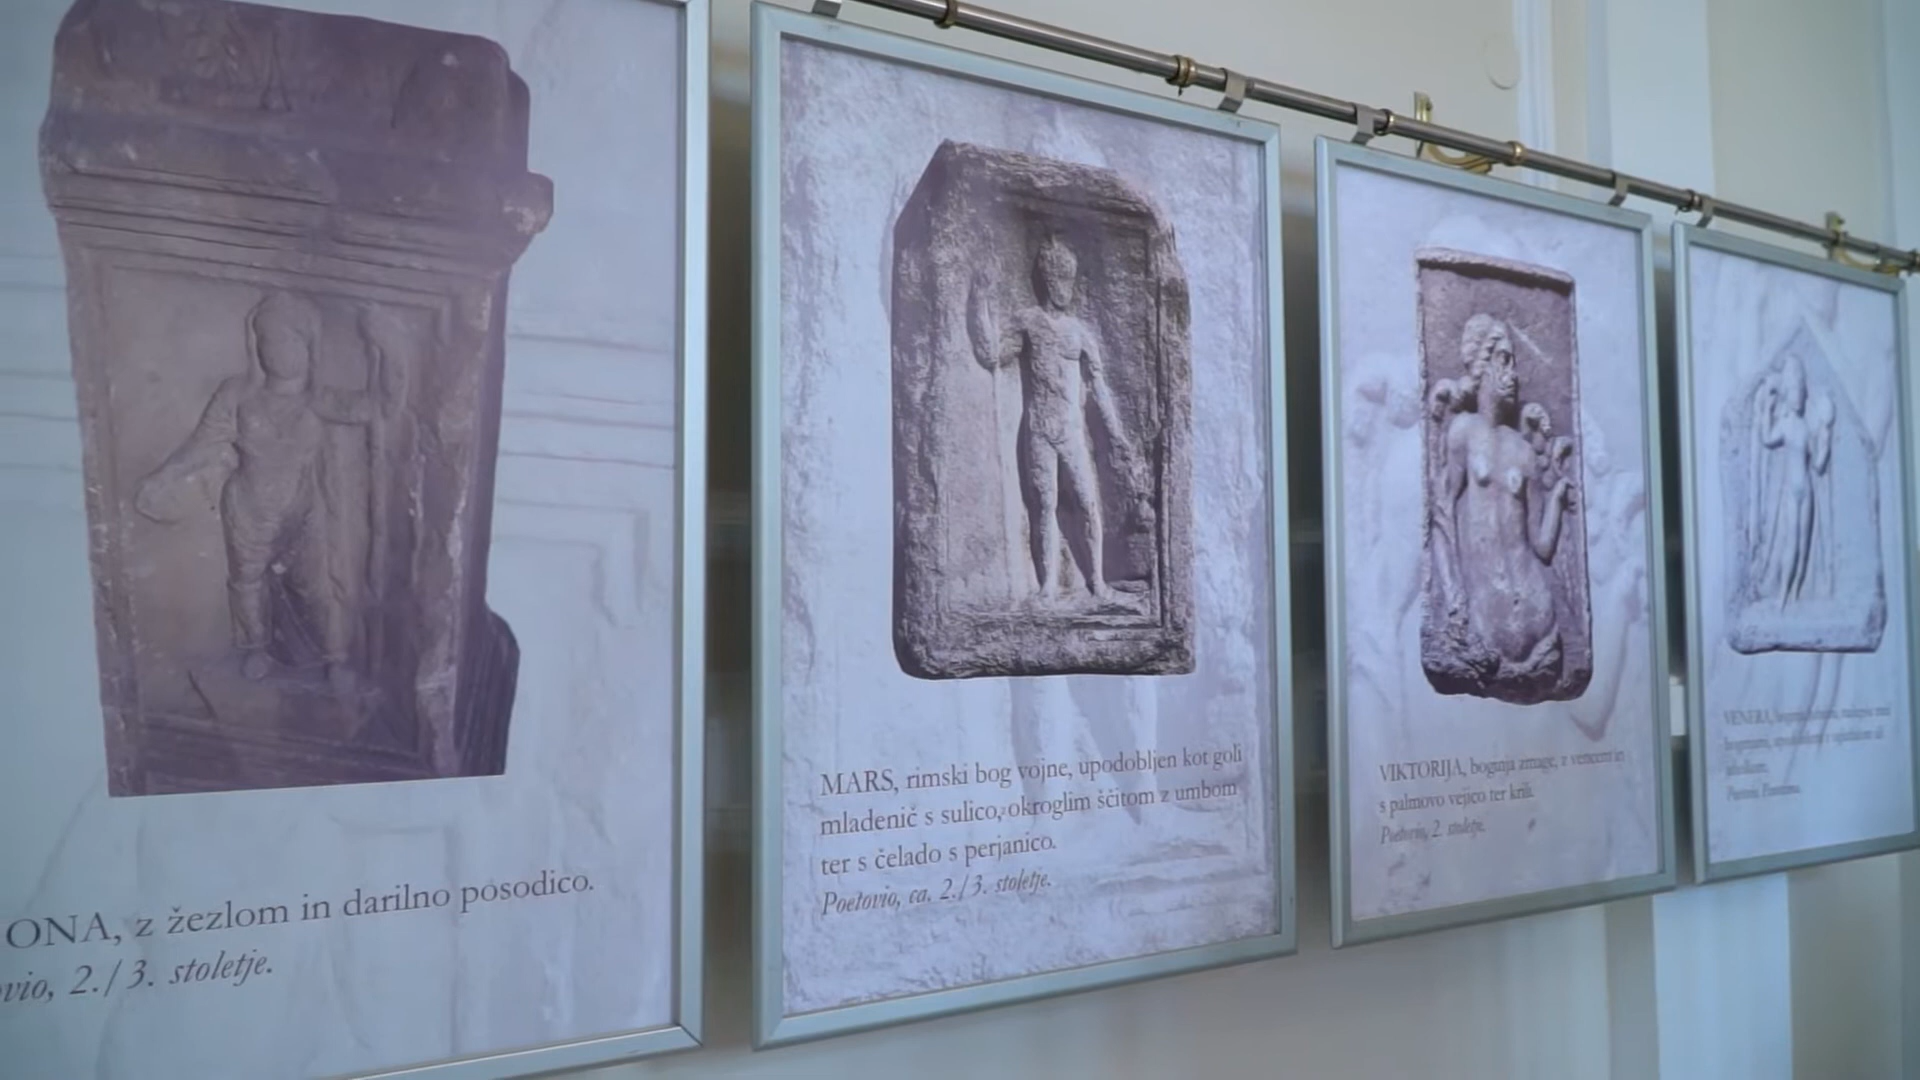 ONA, z žezlom in darilno posodico.
vio, 2./3. stoletje.
MARS, rimski bog vojne, upodobljen kot goli
mladenič s sulico, okroglim ščitom z umbom
ter s čelado s perjanico.
Poetovio, ca. 2./3. stoletje.
VIKTORIJA, boginja zmage, z vencem in
s palmovo vejico ter krili.
Poetovio, 2. stoletje.
VENERA,